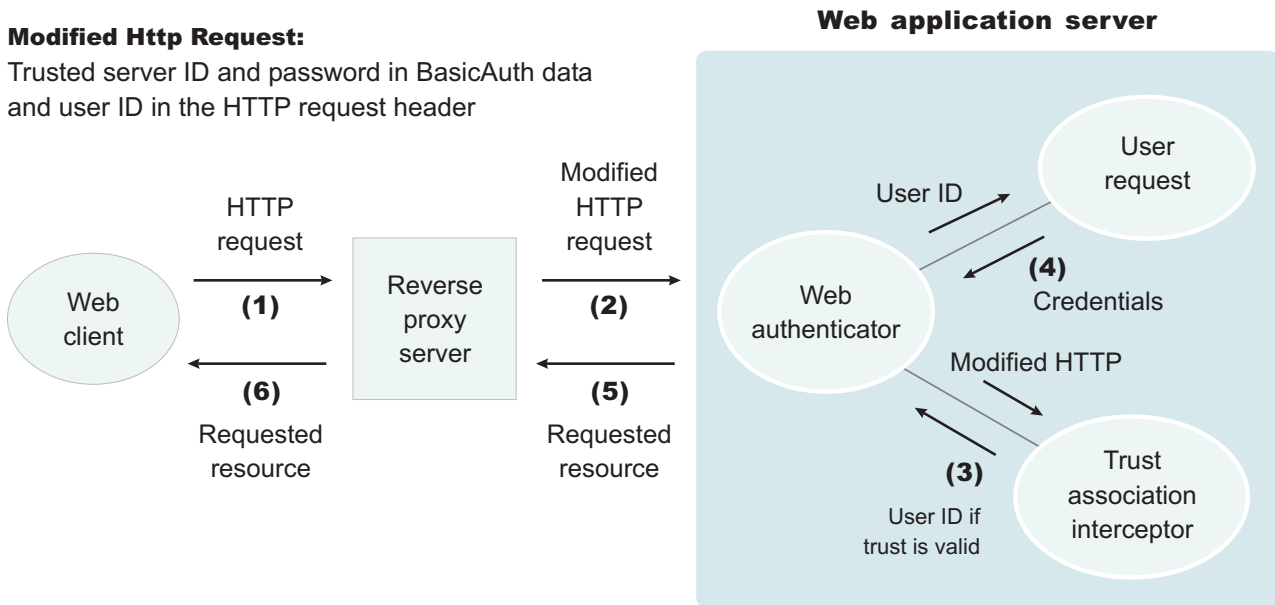 Web application server
Modified Http Request:
Trusted server ID and password in BasicAuth data
and user ID in the HTTP request header
HTTP
request
(1)
Modified
HTTP
request
(2)
Web
client
Reverse
proxy
server
(6)
Requested
resource
(5)
Requested
resource
User
request
User ID
(4)
Credentials
Web
authenticator
Modified HTTP
(3)
User ID if
trust is valid
Trust
association
interceptor